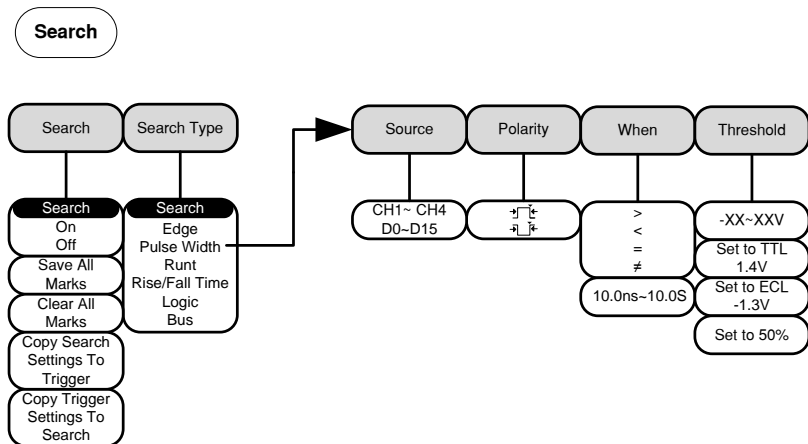 Search
Search
Search
On
Off
Save All
Marks
Clear All
Marks
Copy Search
Settings To
Trigger
Copy Trigger
Settings To
Search
Search Type
Search
Edge
Pulse Width
Runt
Rise/Fall Time
Logic
Bus
Source
CH1~ CH4
D0~D15
Polarity
When
>
<
=
≠
10.0ns~10.0S
Threshold
-XX~XXV
Set to TTL
1.4V
Set to ECL
-1.3V
Set to 50%